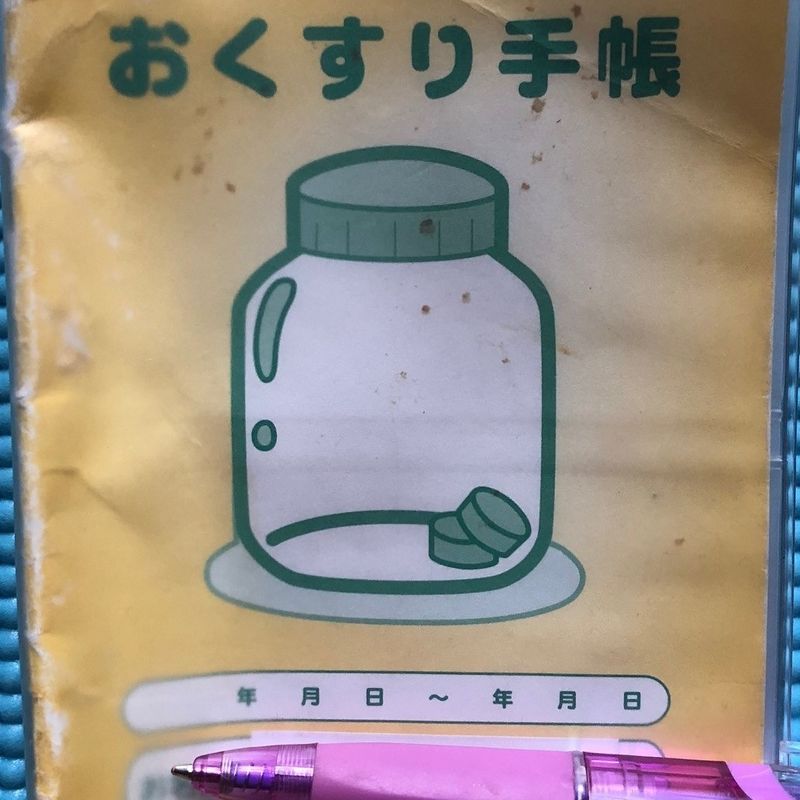 おくすり手帳
年 月 日 ～ 年 月 日